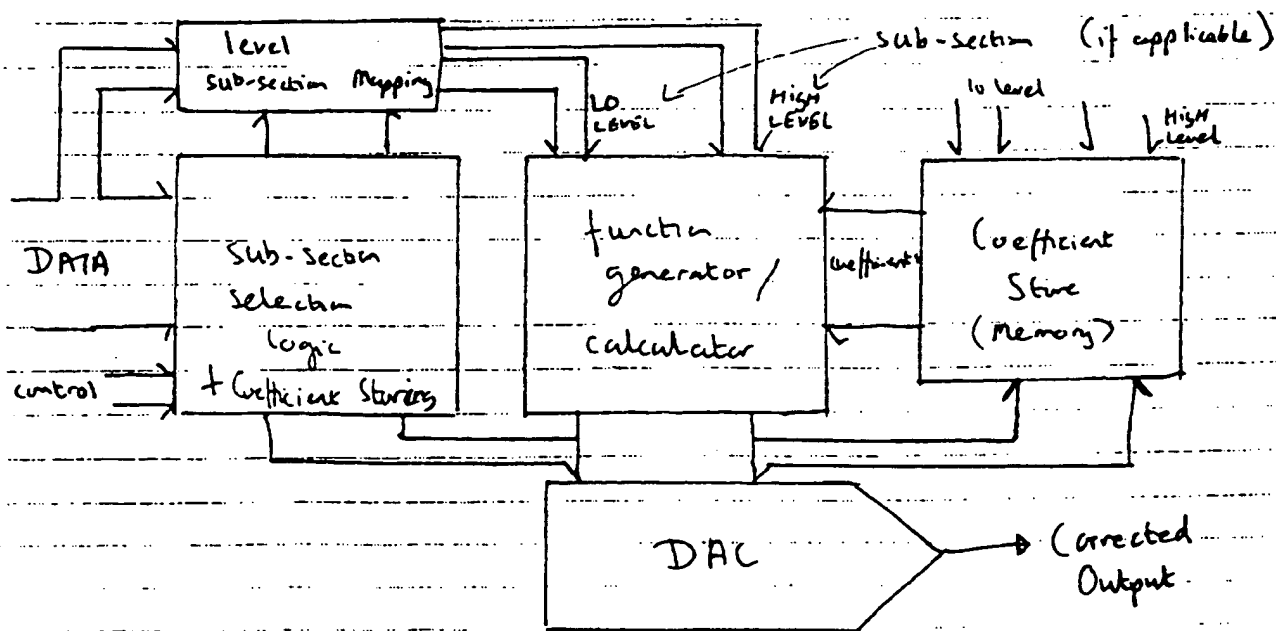 level
sub-section Mapping
LO
LEVEL
HIGH
LEVEL
sub-section (if applicable)
lo level
HIGH
Level
DATA
control
sub-section
selection
logic
+ Coefficient Storing
function
generator/
calculator
coefficients
Coefficient
Store
(Memory)
DAC
Corrected
Output